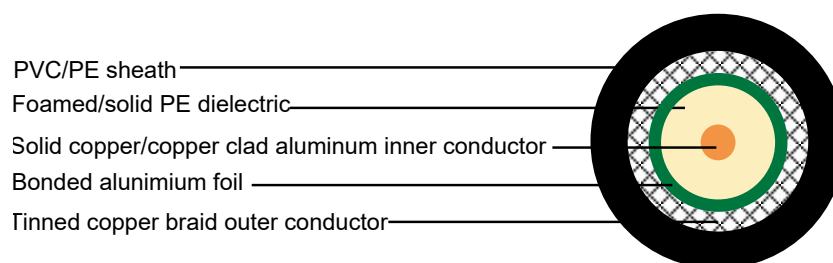 PVC/PE sheath
Foamed/solid PE dielectric
Solid copper/copper clad aluminum inner conductor
Bonded alunimium foil
Tinned copper braid outer conductor